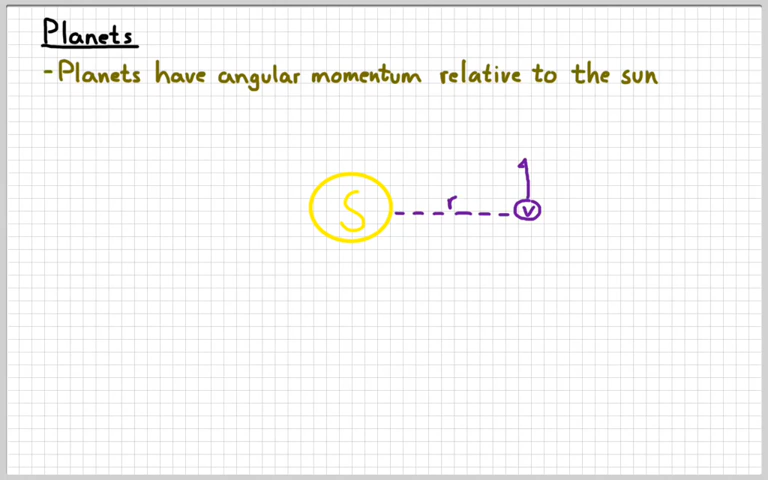 Planets
-Planets have angular momentum relative to the sun
S
r
v